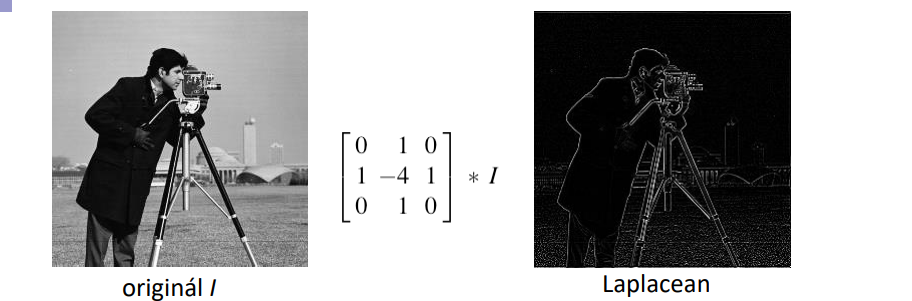 0 1 0
1 −4 1 ∗ I
0 1 0
originál I
Laplacean